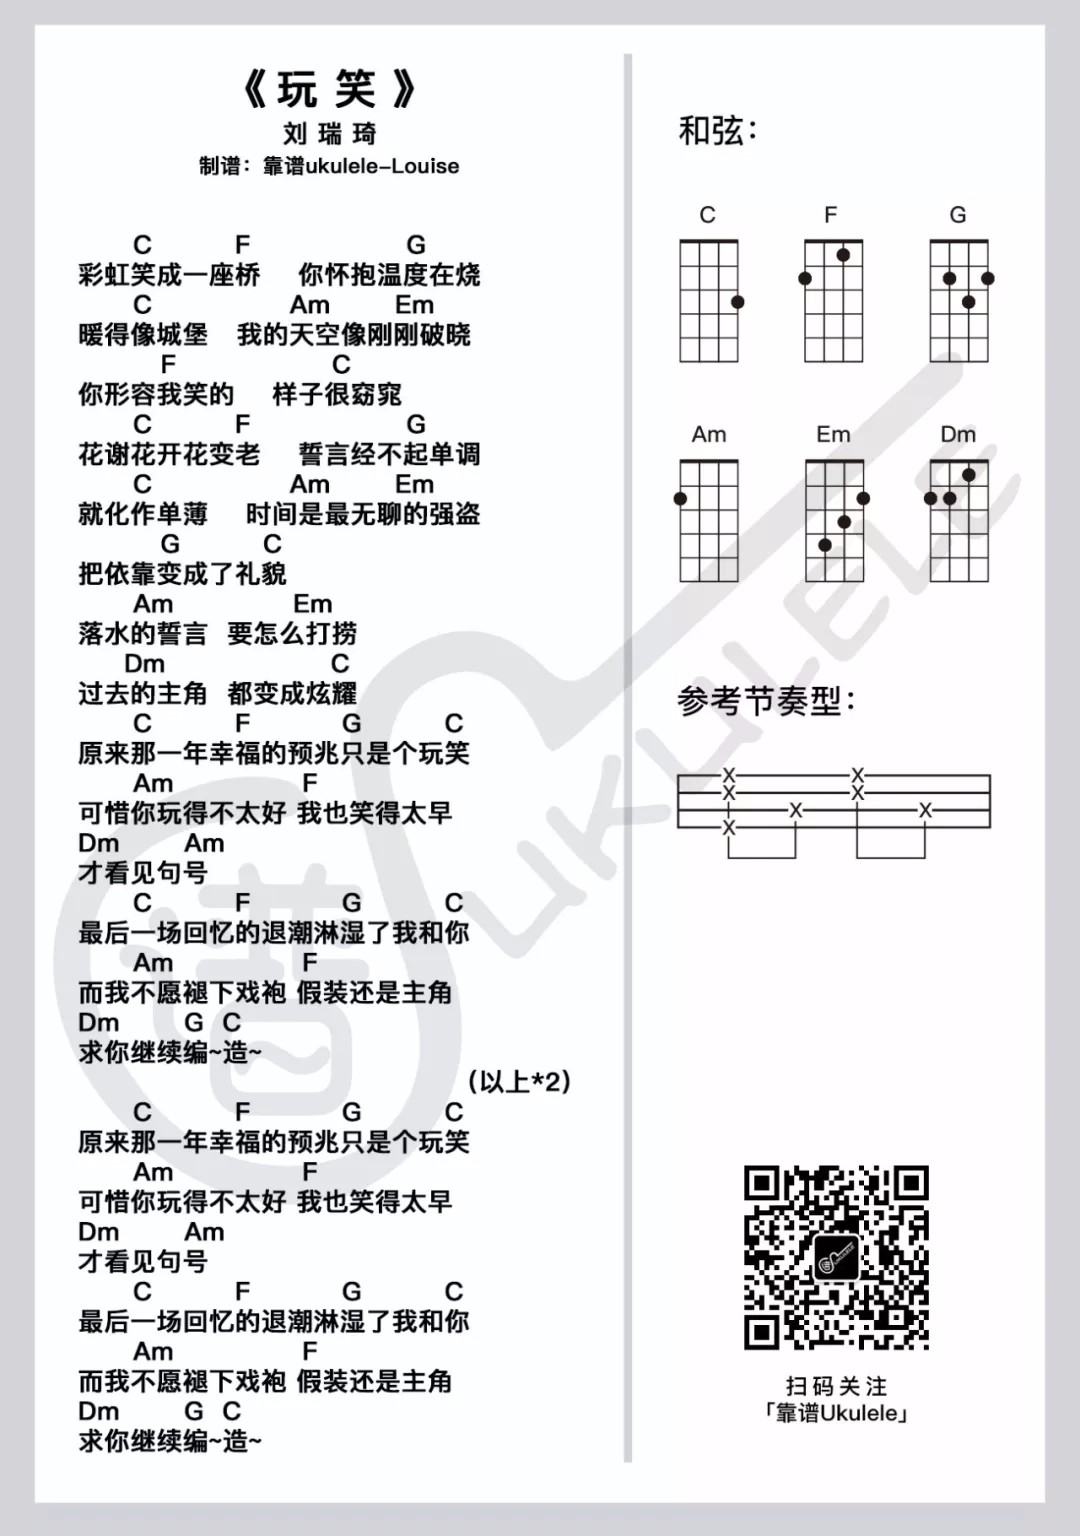 《玩笑》
刘瑞琦
制谱：靠谱ukulele-Louise
C F G
彩虹笑成一座桥 你怀抱温度在烧
C Am Em
暖得像城堡 我的天空像刚刚破晓
F C
你形容我笑的 样子很窈窕
C F G
花谢花开花变老 誓言经不起单调
C Am Em
就化作单薄 时间是最无聊的强盗
G C
把依靠变成了礼貌
Am Em
落水的誓言 要怎么打捞
Dm C
过去的主角 都变成炫耀
C F G C
原来那一年幸福的预兆只是个玩笑
Am F
可惜你玩得不太好 我也笑得太早
Dm Am
才看见句号
C F G C
最后一场回忆的退潮淋湿了我和你
Am F
而我不愿褪下戏袍 假装还是主角
Dm G C
求你继续编~造~
（以上*2）
C F G C
原来那一年幸福的预兆只是个玩笑
Am F
可惜你玩得不太好 我也笑得太早
Dm Am
才看见句号
C F G C
最后一场回忆的退潮淋湿了我和你
Am F
而我不愿褪下戏袍 假装还是主角
Dm G C
求你继续编~造~
和弦：
C F G
Am Em Dm
参考节奏型：
X X
X X
X X
X
谱 UKULELE
扫码关注
「靠谱Ukulele」